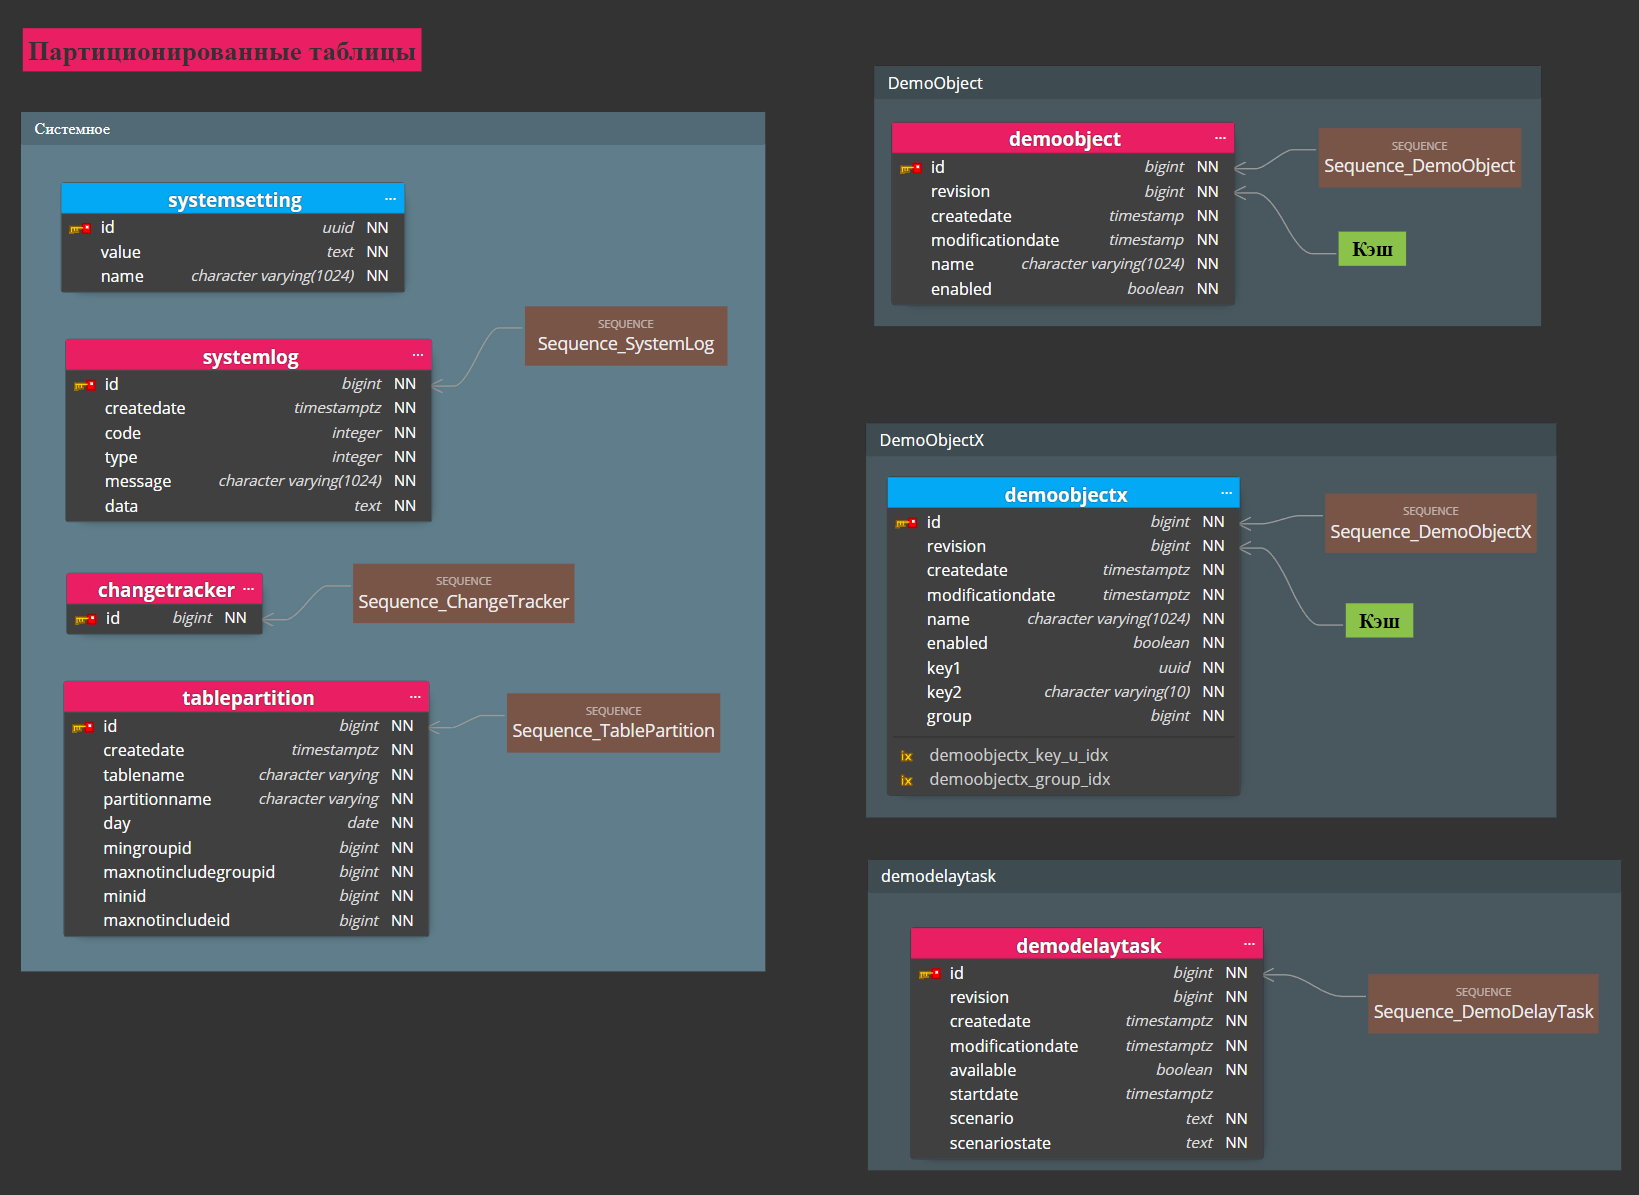 Партиционированные таблицы
Системное
systemsetting ...
id uuid NN
value text NN
name character varying(1024) NN
SEQUENCE
Sequence_SystemLog
systemlog ...
id bigint NN
createdate timestamptz NN
code integer NN
type integer NN
message character varying(1024) NN
data text NN
SEQUENCE
Sequence_ChangeTracker
changetracker ...
id bigint NN
tablepartition ...
SEQUENCE
Sequence_TablePartition
id bigint NN
createdate timestamptz NN
tablename character varying NN
partitionname character varying NN
day date NN
mingroupid bigint NN
maxnotincludegroupid bigint NN
minid bigint NN
maxnotincludeid bigint NN
DemoObject
demoobject ...
SEQUENCE
Sequence_DemoObject
id bigint NN
revision bigint NN
createdate timestamp NN
modificationdate timestamp NN
name character varying(1024) NN
enabled boolean NN
Кэш
DemoObjectX
demoobjectx ...
SEQUENCE
Sequence_DemoObjectX
id bigint NN
revision bigint NN
createdate timestamptz NN
modificationdate timestamptz NN
name character varying(1024) NN
enabled boolean NN
key1 uuid NN
key2 character varying(10) NN
group bigint NN
Кэш
ix demoobjectx_key_u_idx
ix demoobjectx_group_idx
demodelaytask
demodelaytask ...
id bigint NN
revision bigint NN
createdate timestamptz NN
modificationdate timestamptz NN
available boolean NN
startdate timestamptz
scenario text NN
scenariostate text NN
SEQUENCE
Sequence_DemoDelayTask